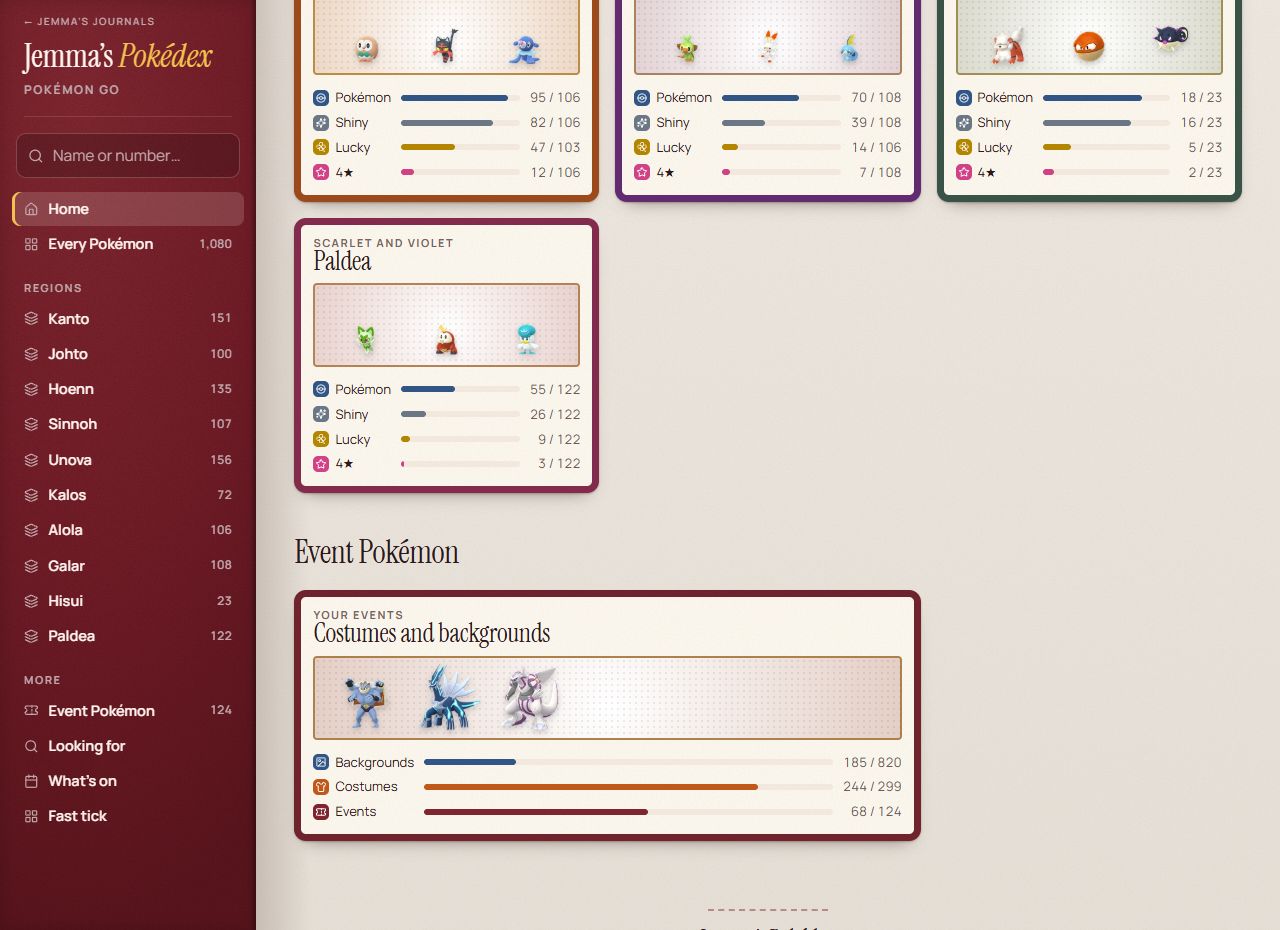 ← JEMMA'S JOURNALS
Jemma's Pokédex
POKÉMON GO
Name or number...
Home
Every Pokémon 1,080
REGIONS
Kanto 151
Johto 100
Hoenn 135
Sinnoh 107
Unova 156
Kalos 72
Alola 106
Galar 108
Hisui 23
Paldea 122
MORE
Event Pokémon 124
Looking for
What's on
Fast tick
Pokémon 95 / 106
Shiny 82 / 106
Lucky 47 / 103
4★ 12 / 106
Pokémon 70 / 108
Shiny 39 / 108
Lucky 14 / 106
4★ 7 / 108
Pokémon 18 / 23
Shiny 16 / 23
Lucky 5 / 23
4★ 2 / 23
SCARLET AND VIOLET
Paldea
Pokémon 55 / 122
Shiny 26 / 122
Lucky 9 / 122
4★ 3 / 122
Event Pokémon
YOUR EVENTS
Costumes and backgrounds
Backgrounds 185 / 820
Costumes 244 / 299
Events 68 / 124